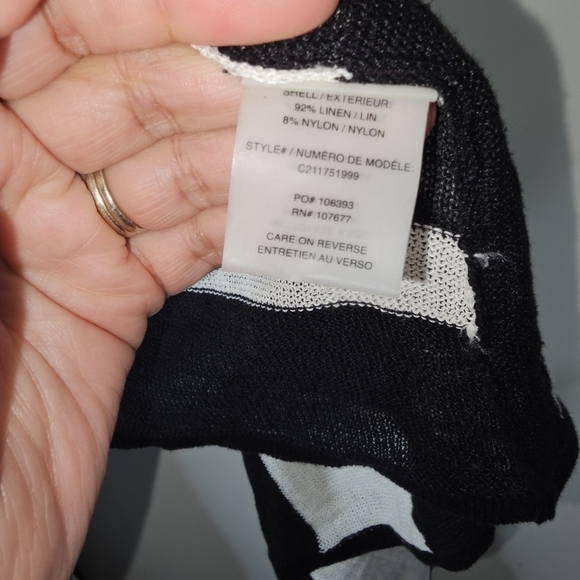 SHELL / EXTERIEUR:
92% LINEN / LIN
8% NYLON / NYLON
STYLE# / NUMÉRO DE MODÈLE:
C211751999
PO# 106393
RN# 107677
CARE ON REVERSE
ENTRETIEN AU VERSO